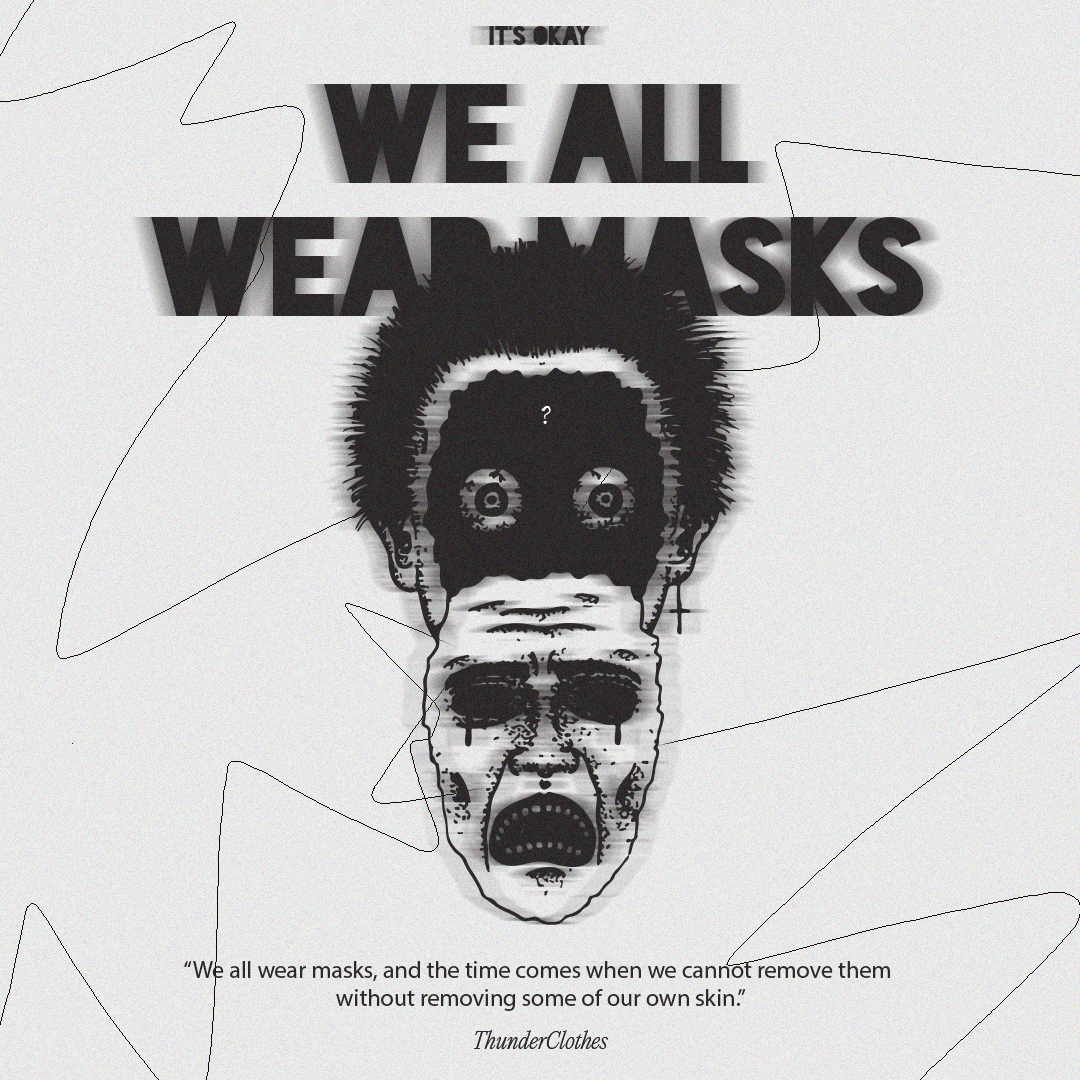 IT'S OKAY
WE ALL
WEAR MASKS
?
“We all wear masks, and the time comes when we cannot remove them
without removing some of our own skin.”
ThunderClothes